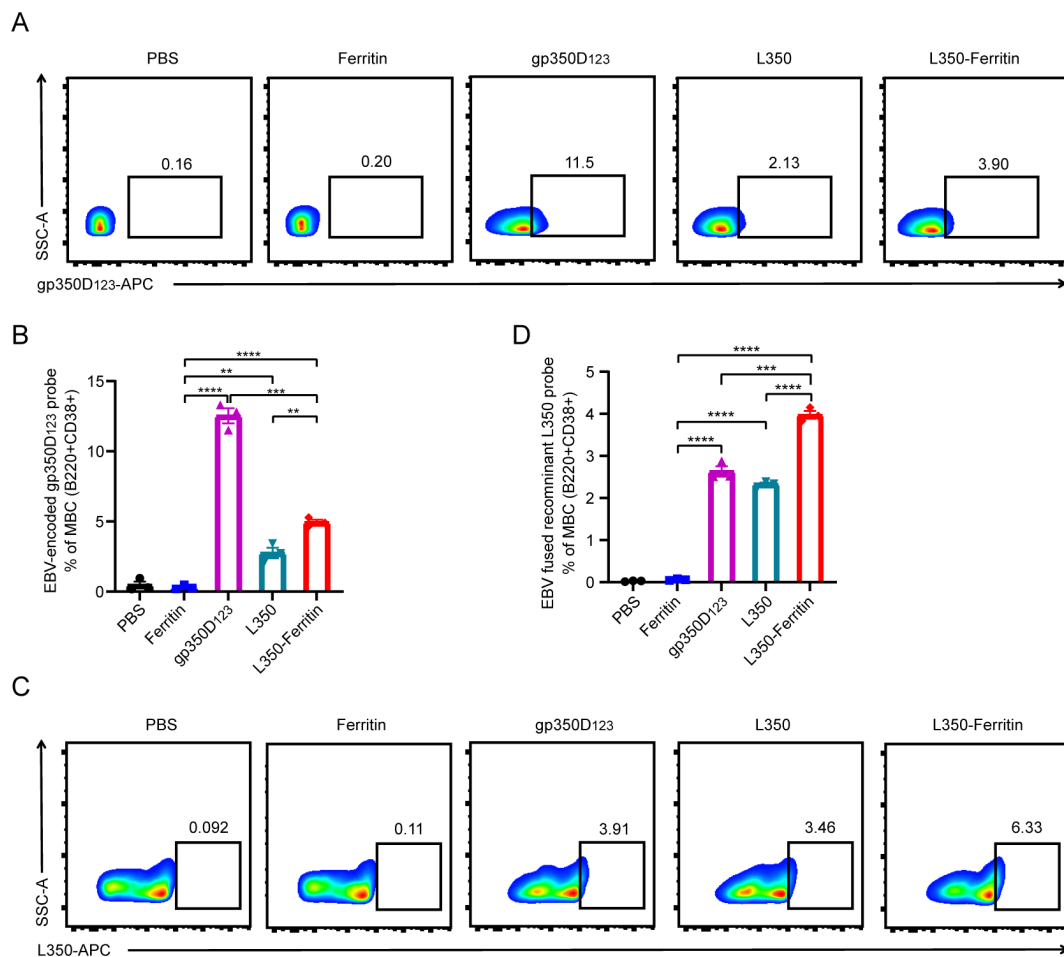 A
PBS Ferritin gp350D123 L350 L350-Ferritin
0.16 0.20 11.5 2.13 3.90
SSC-A
gp350D123-APC
B
EBV-encoded gp350D123 probe
% of MBC (B220+CD38+)
15
10
5
0
****
**
**** ***
**
PBS Ferritin gp350D123 L350 L350-Ferritin
D
EBV fused recomninant L350 probe
% of MBC (B220+CD38+)
5
4
3
2
1
0
****
***
**** ****
****
PBS Ferritin gp350D123 L350 L350-Ferritin
C
PBS Ferritin gp350D123 L350 L350-Ferritin
0.092 0.11 3.91 3.46 6.33
SSC-A
L350-APC